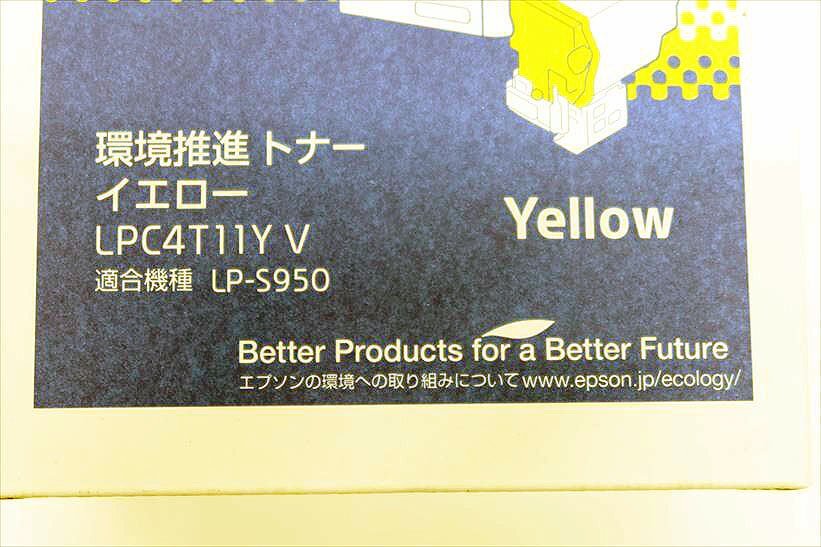 環境推進トナー
イエロー
LPC4T11Y V
適合機種 LP-S950
Yellow
Better Products for a Better Future
エプソンの環境への取り組みについて www.epson.jp/ecology/